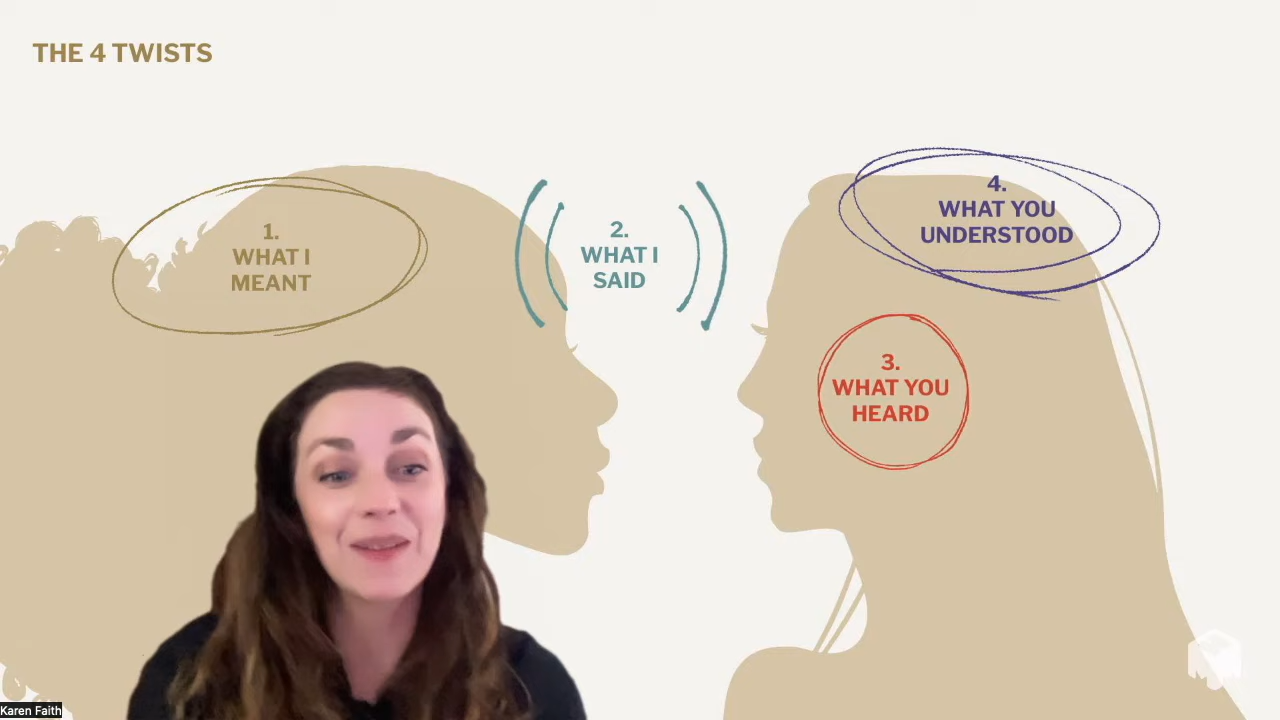 THE 4 TWISTS
1.
WHAT I
MEANT
2.
WHAT I
SAID
3.
WHAT YOU
HEARD
4.
WHAT YOU
UNDERSTOOD
Karen Faith